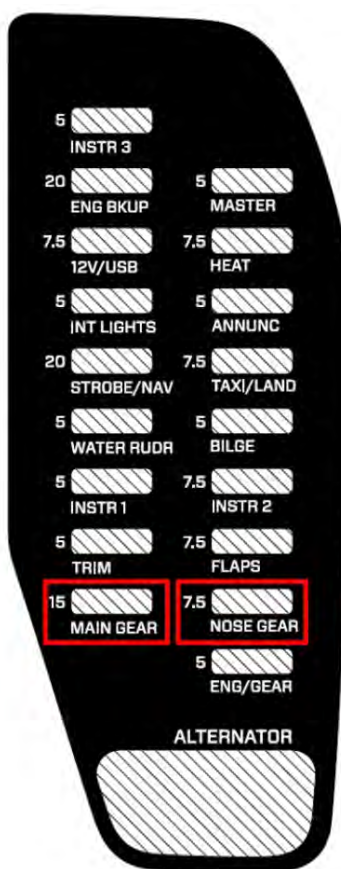 5
INSTR 3
20 5
ENG BKUP MASTER
7.5 7.5
12V/USB HEAT
5 5
INT LIGHTS ANNUNC
20 7.5
STROBE/NAV TAXI/LAND
5 5
WATER RUDR BILGE
5 7.5
INSTR 1 INSTR 2
5 7.5
TRIM FLAPS
15 7.5
MAIN GEAR NOSE GEAR
5
ENG/GEAR
ALTERNATOR